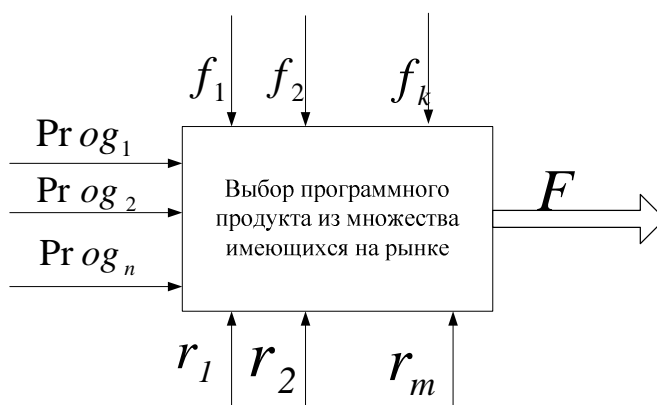 f1 f2 fk
Prog1
Prog2
Progn
Выбор программного
продукта из множества
имеющихся на рынке
F
r1 r2 rm